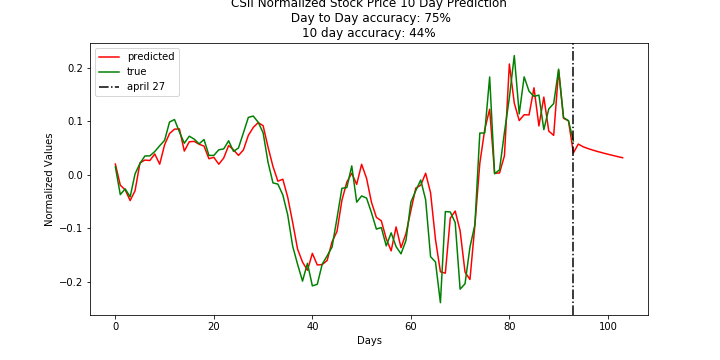 CSII Normalized Stock Price 10 Day Prediction
Day to Day accuracy: 75%
10 day accuracy: 44%
predicted
true
april 27
0.2
0.1
0.0
−0.1
−0.2
Normalized Values
0
20
40
60
80
100
Days